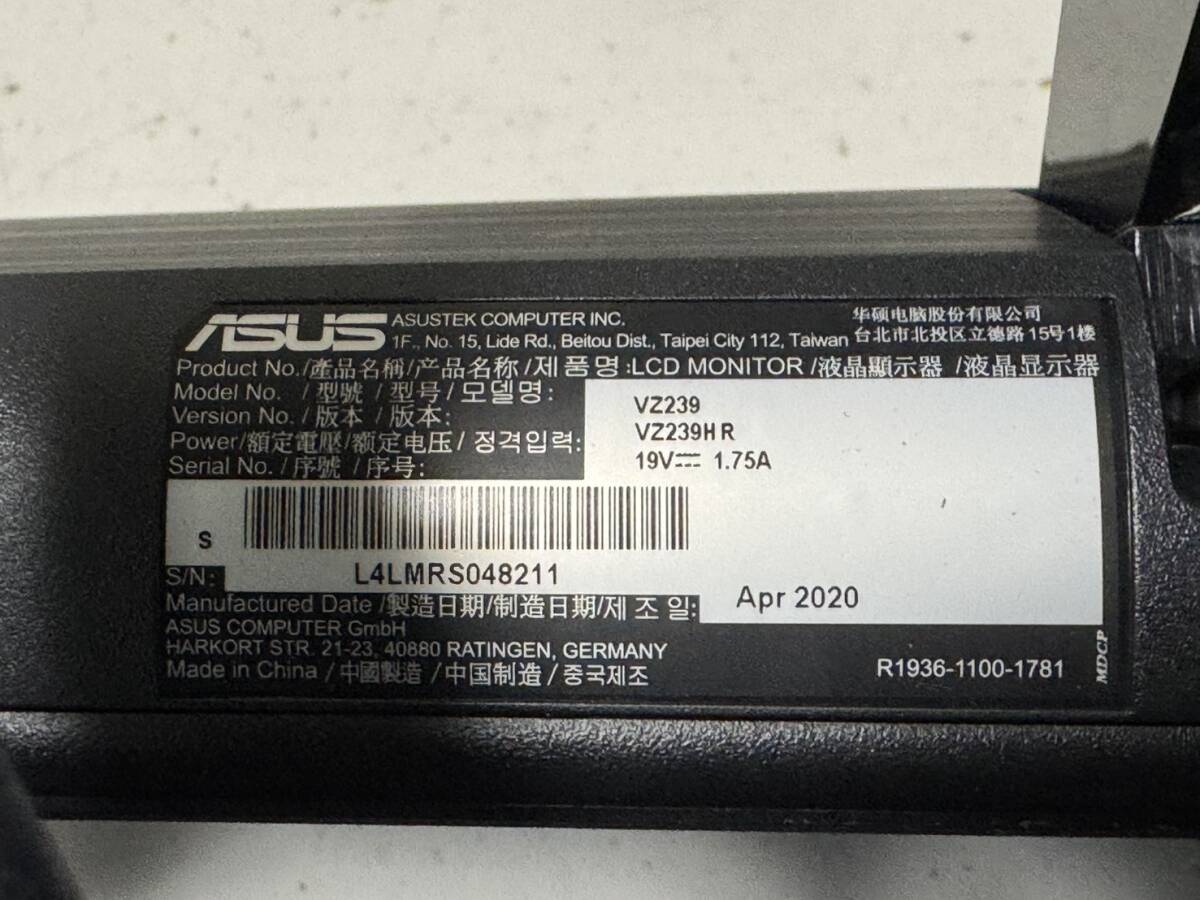 ASUS ASUSTEK COMPUTER INC. 华硕电脑股份有限公司
1F., No. 15, Lide Rd., Beitou Dist., Taipei City 112, Taiwan 台北市北投区立德路15号1楼
Product No./產品名稱/产品名称/제품명:LCD MONITOR /液晶顯示器 /液晶显示器
Model No. / 型號 / 型号/모델명: VZ239
Version No. / 版本 / 版本: VZ239HR
Power/額定電壓/额定电压/ 정격입력: 19V⎓ 1.75A
Serial No. / 序號 / 序号:
S
S/N: L4LMRS048211
Manufactured Date /製造日期/制造日期/제 조 일: Apr 2020
ASUS COMPUTER GmbH
HARKORT STR. 21-23, 40880 RATINGEN, GERMANY
Made in China / 中國製造 / 中国制造 / 중국제조 R1936-1100-1781
MDCP